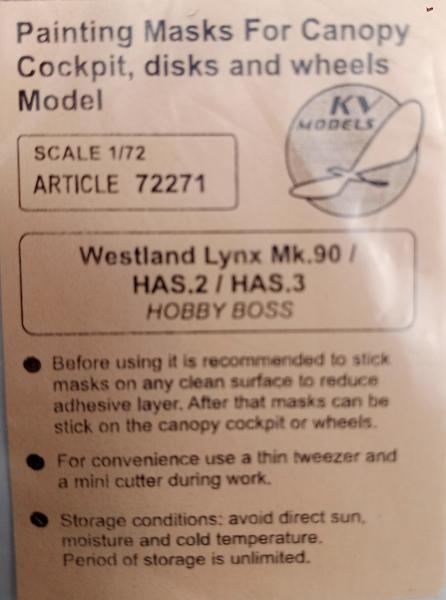 Painting Masks For Canopy
Cockpit, disks and wheels
Model
KV
MODELS
SCALE 1/72
ARTICLE 72271
Westland Lynx Mk.90 /
HAS.2 / HAS.3
HOBBY BOSS
Before using it is recommended to stick
masks on any clean surface to reduce
adhesive layer. After that masks can be
stick on the canopy cockpit or wheels.
For convenience use a thin tweezer and
a mini cutter during work.
Storage conditions: avoid direct sun,
moisture and cold temperature.
Period of storage is unlimited.